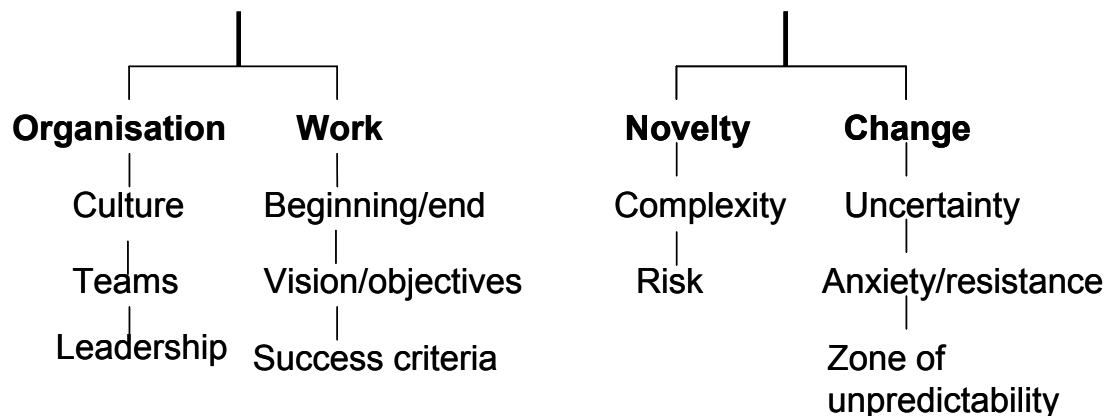 Organisation Work Novelty Change
Culture Beginning/end Complexity Uncertainty
Teams Vision/objectives Risk Anxiety/resistance
Leadership Success criteria Zone of
unpredictability